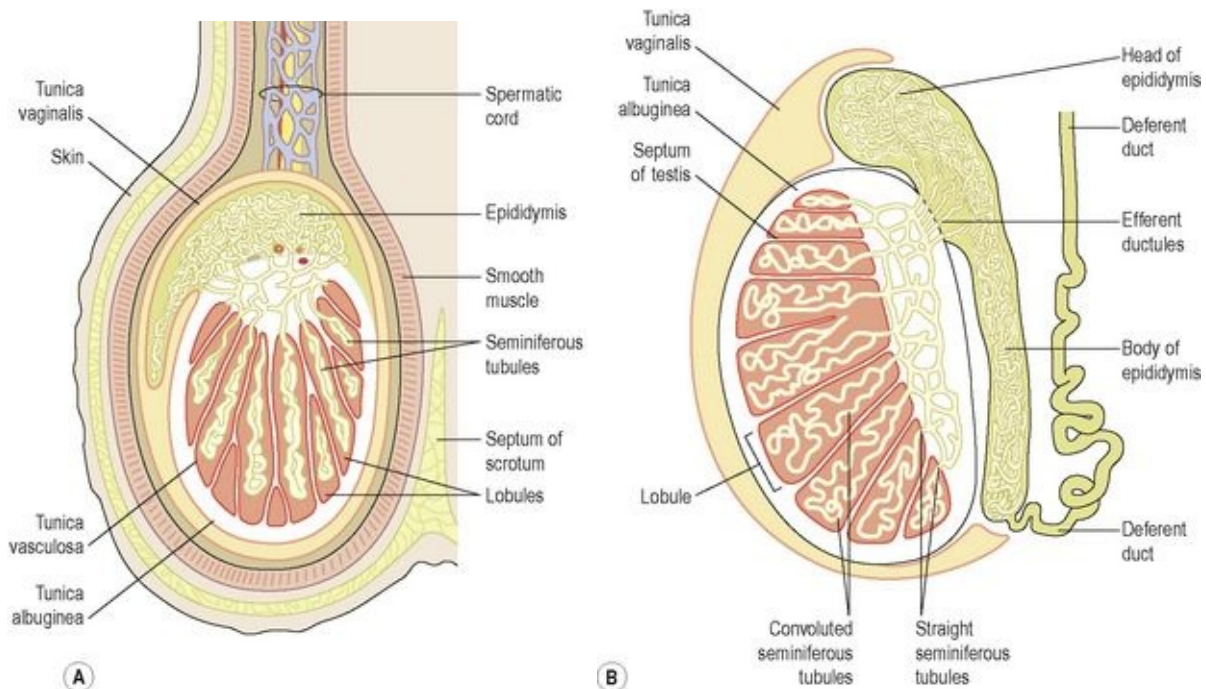 Tunica
vaginalis
Skin
Tunica
vasculosa
Tunica
albuginea
Spermatic
cord
Epididymis
Smooth
muscle
Seminiferous
tubules
Septum of
scrotum
Lobules
A
Tunica
vaginalis
Tunica
albuginea
Septum
of testis
Lobule
Head of
epididymis
Deferent
duct
Efferent
ductules
Body of
epididymis
Deferent
duct
Convoluted
seminiferous
tubules
Straight
seminiferous
tubules
B